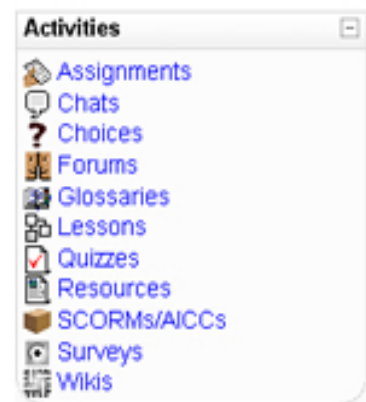 Activities
Assignments
Chats
Choices
Forums
Glossaries
Lessons
Quizzes
Resources
SCORMs/AICCs
Surveys
Wikis